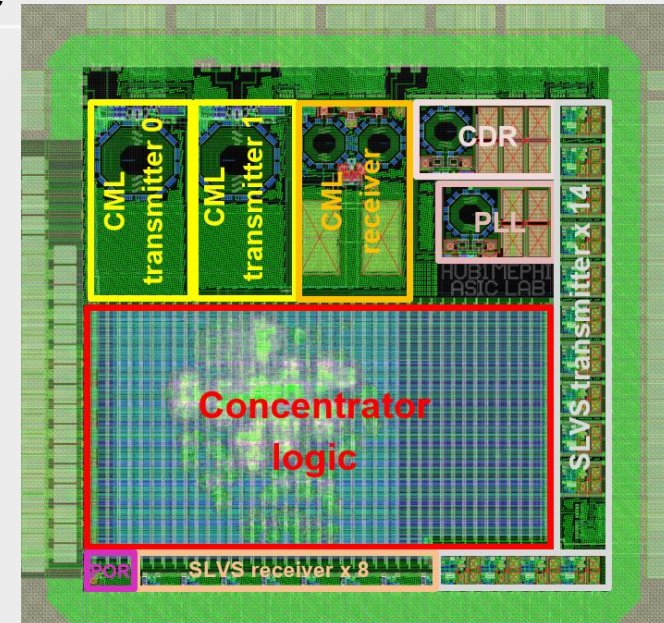 CML
transmitter 0
CML
transmitter 1
CML
receiver
CDR
PLL
HUB1MEPHI
ASIC LAB
SLVS transmitter x 14
Concentrator
logic
POR
SLVS receiver x 8